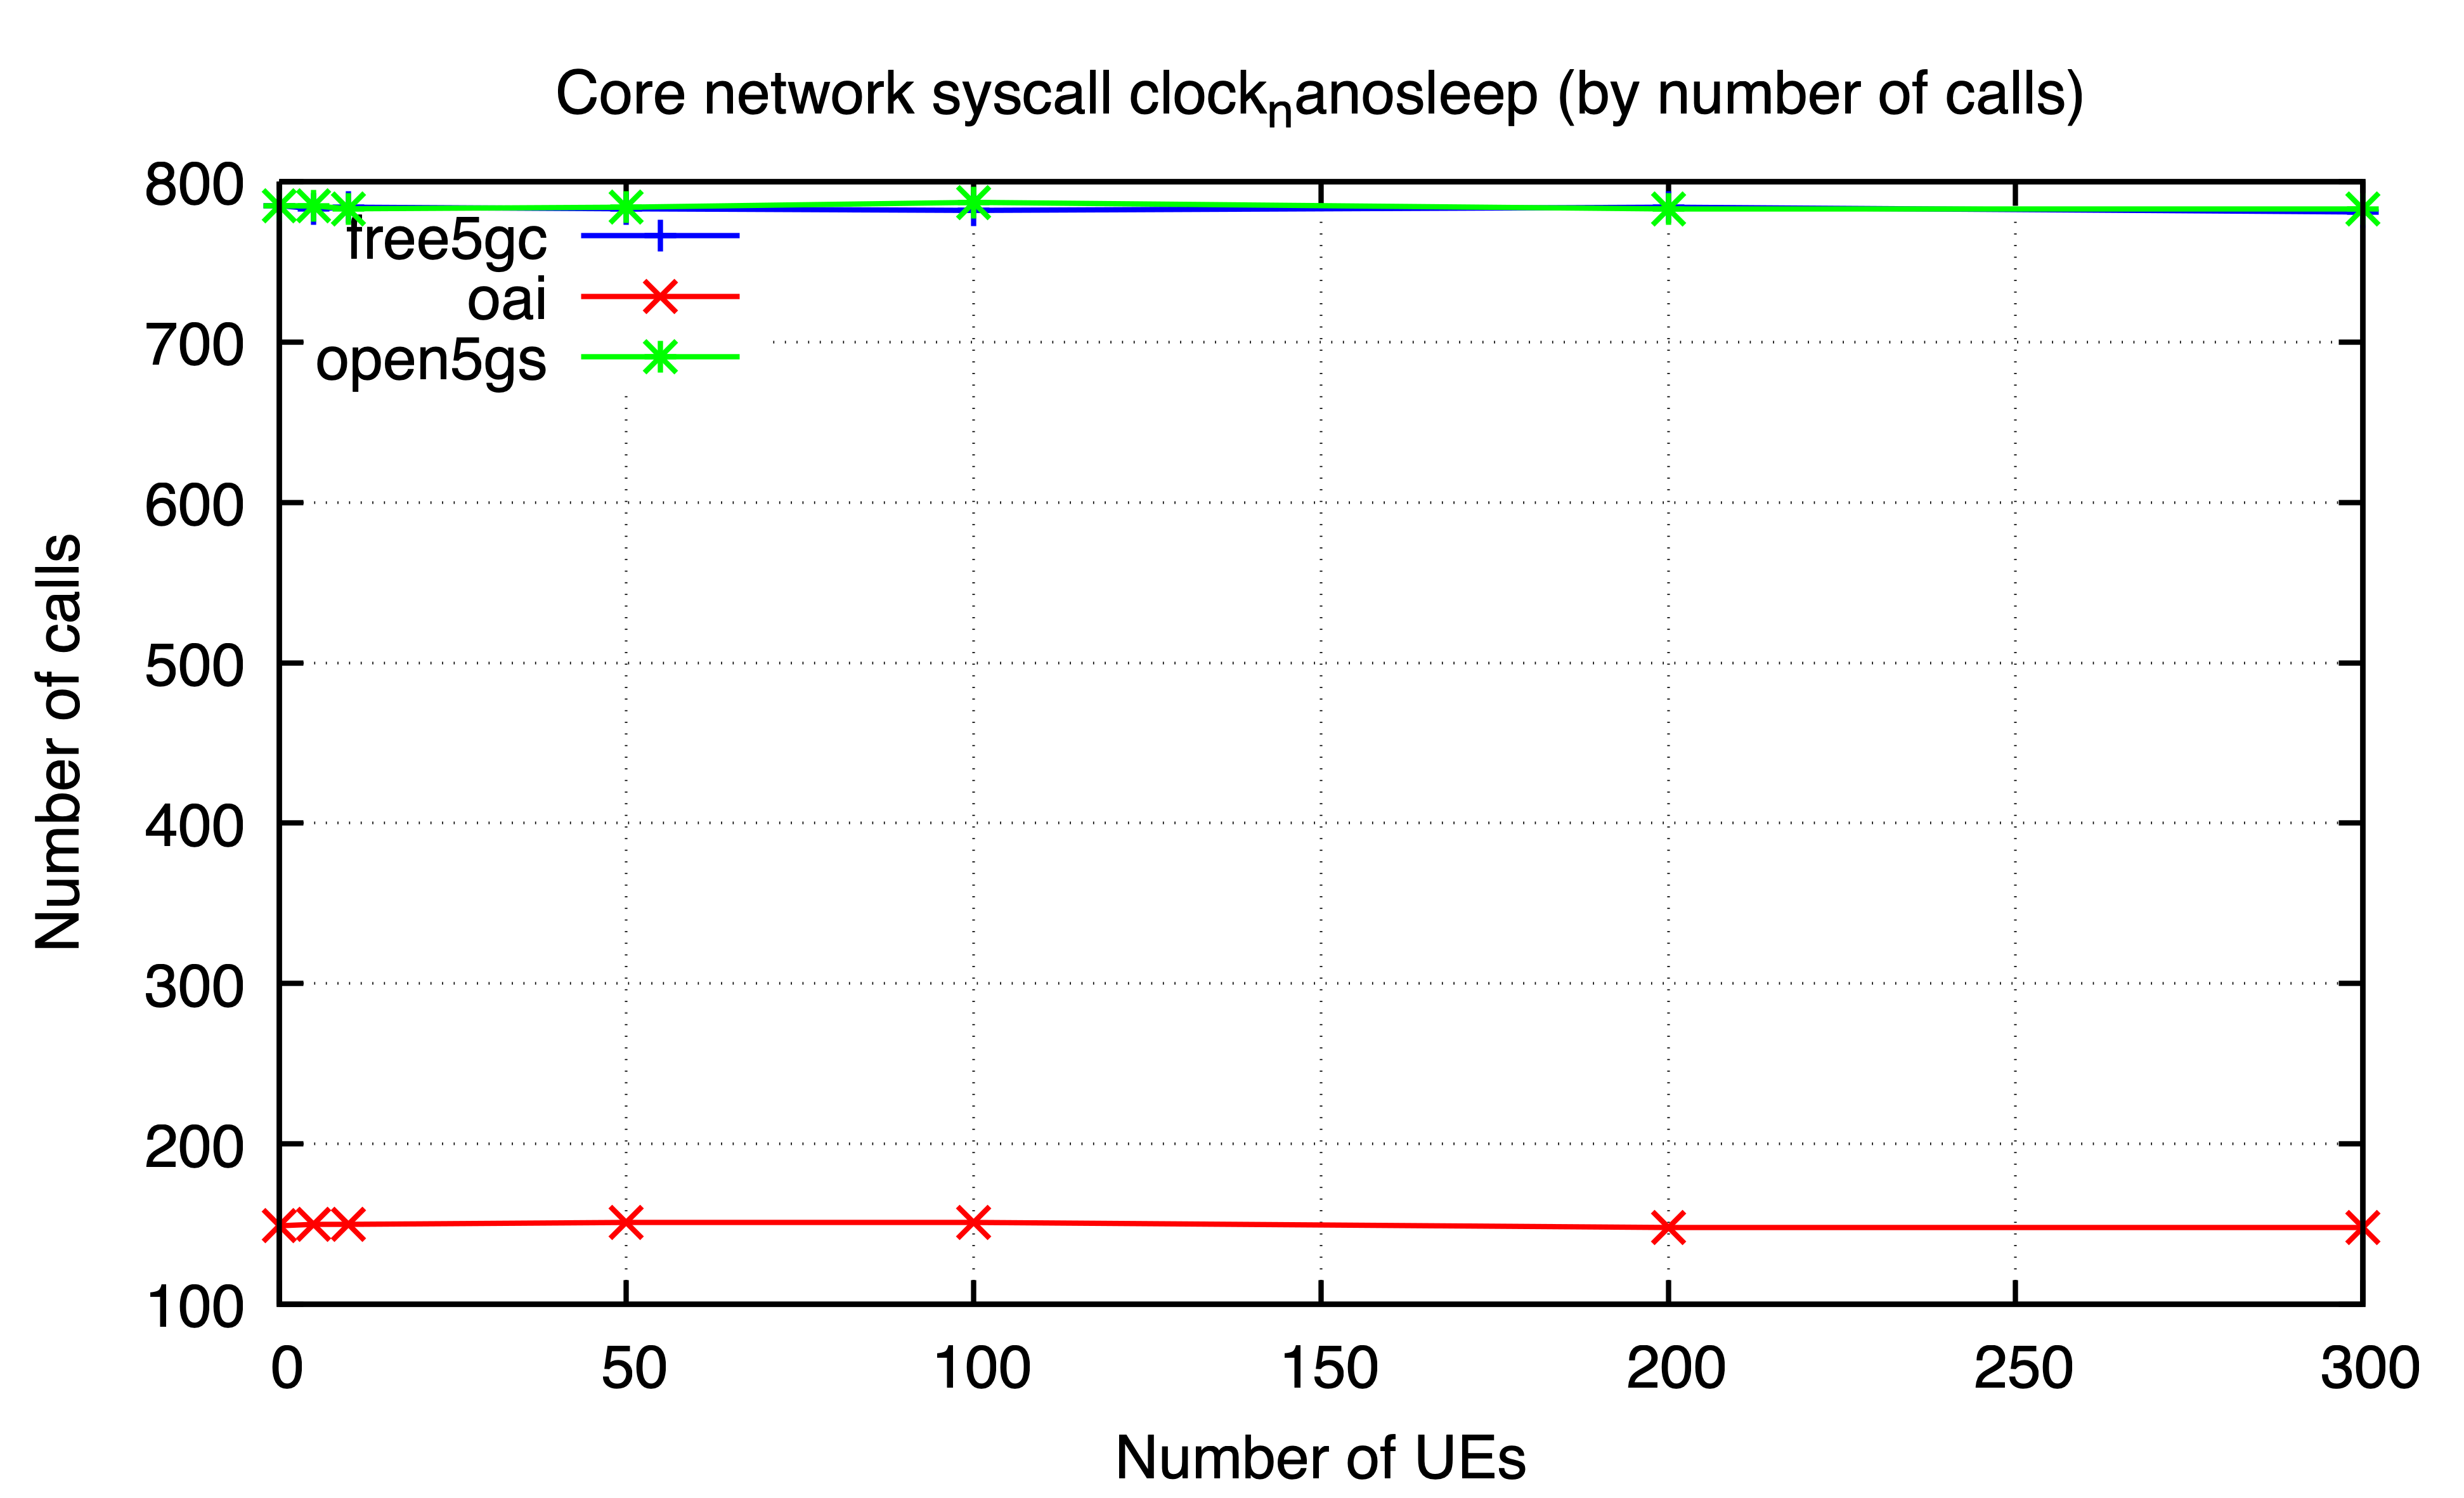 Core network syscall clockₙanosleep (by number of calls)
800
700
600
500
400
300
200
100
Number of calls
free5gc
oai
open5gs
0 50 100 150 200 250 300
Number of UEs